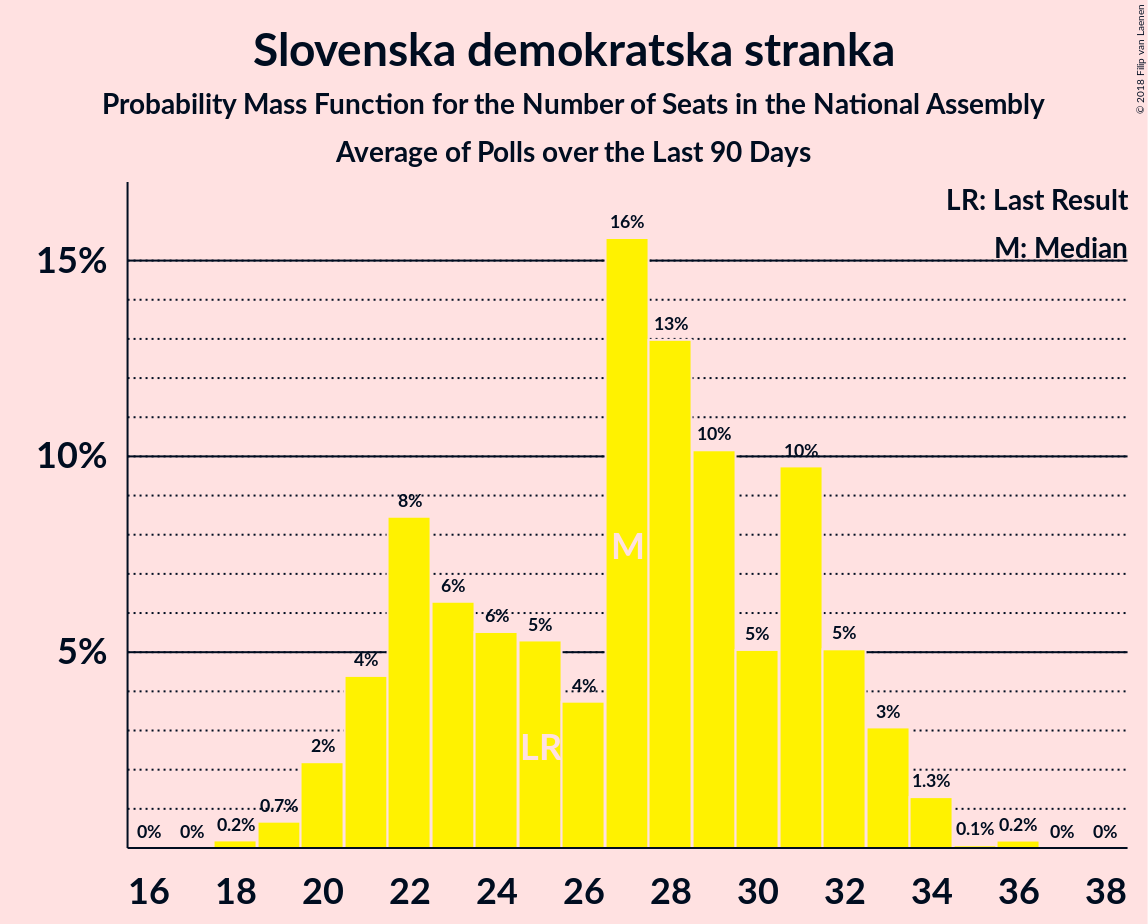 Slovenska demokratska stranka
Probability Mass Function for the Number of Seats in the National Assembly
Average of Polls over the Last 90 Days
© 2018 Filip van Laenen
LR: Last Result
M: Median
15%
10%
5%
0% 0% 0.2% 0.7% 2% 4% 8% 6% 6% 5% 4% 16% 13% 10% 5% 10% 5% 3% 1.3% 0.1% 0.2% 0% 0%
M
LR
16 18 20 22 24 26 28 30 32 34 36 38